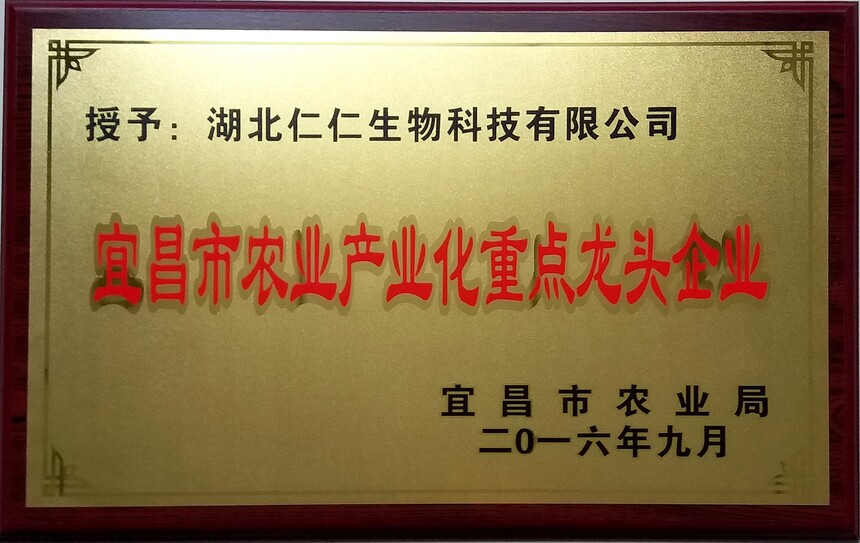 授予：湖北仁仁生物科技有限公司
宜昌市农业产业化重点龙头企业
宜昌市农业局
二0一六年九月